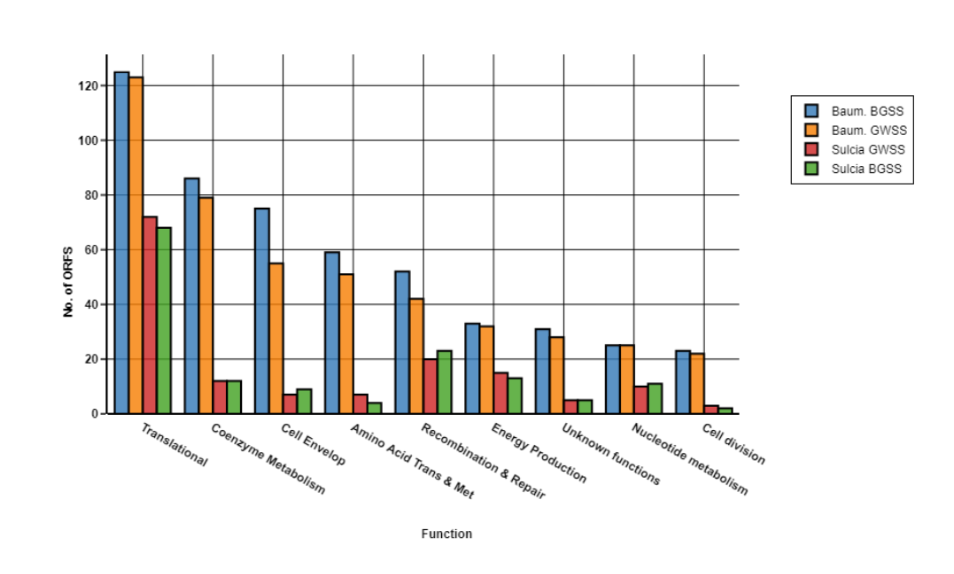 120
100
80
60
40
20
0
No. of ORFS
Translational
Coenzyme Metabolism
Cell Envelop
Amino Acid Trans & Met
Recombination & Repair
Energy Production
Unknown functions
Nucleotide metabolism
Cell division
Function
Baum. BGSS
Baum. GWSS
Sulcia GWSS
Sulcia BGSS